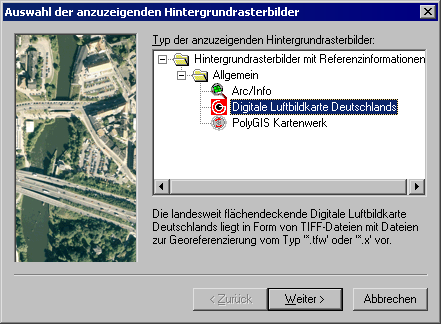 Auswahl der anzuzeigenden Hintergrundrasterbilder
Typ der anzuzeigenden Hintergrundrasterbilder:
Hintergrundrasterbilder mit Referenzinformationen
Allgemein
Arc/Info
Digitale Luftbildkarte Deutschlands
PolyGIS Kartenwerk
Die landesweit flächendeckende Digitale Luftbildkarte
Deutschlands liegt in Form von TIFF-Dateien mit Dateien
zur Georeferenzierung vom Typ '*.tfw' oder '*.x' vor.
< Zurück
Weiter >
Abbrechen